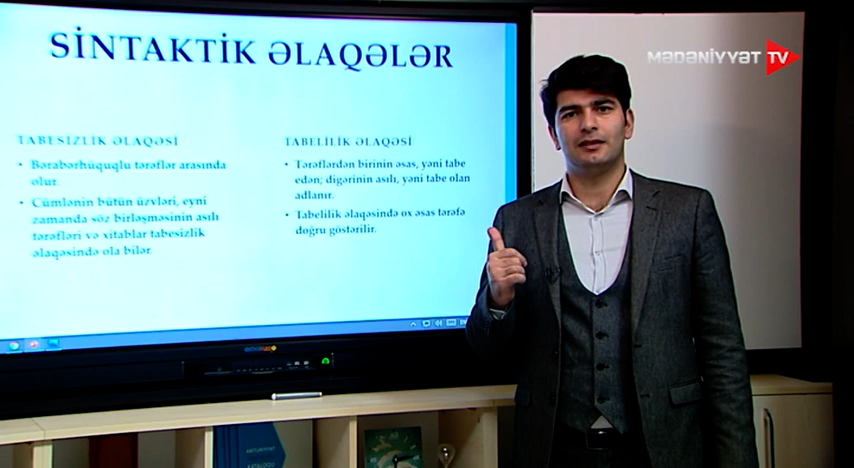 SİNTAKTİK ƏLAQƏLƏR
MƏDƏNİYYƏT TV
TABESİZLİK ƏLAQƏSİ
• Bərabərhüquqlu tərəflər arasında
olur.
• Cümlənin bütün üzvləri, eyni
zamanda söz birləşməsinin asılı
tərəfləri və xitablar tabesizlik
əlaqəsində ola bilər.
TABELİLİK ƏLAQƏSİ
• Tərəflərdən birinin əsas, yəni tabe
edən; digərinin asılı, yəni tabe olan
adlanır.
• Tabelilik əlaqəsində ox əsas tərəfə
doğru göstərilir.